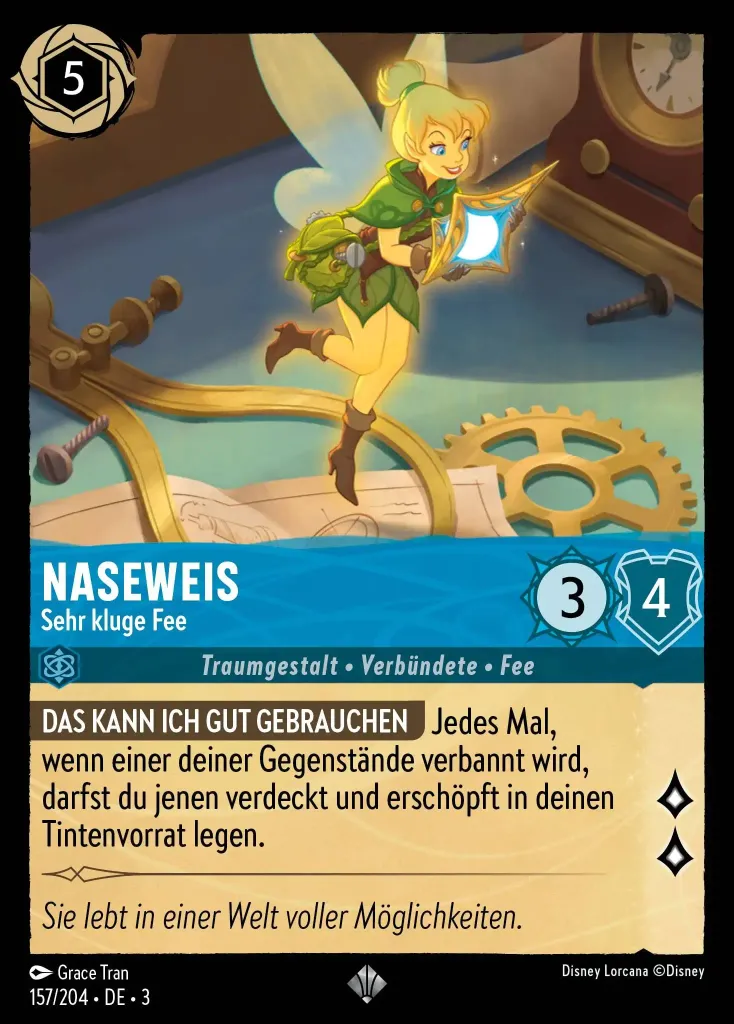 5
NASEWEIS
Sehr kluge Fee
3
4
Traumgestalt • Verbündete • Fee
DAS KANN ICH GUT GEBRAUCHEN Jedes Mal,
wenn einer deiner Gegenstände verbannt wird,
darfst du jenen verdeckt und erschöpft in deinen
Tintenvorrat legen.
Sie lebt in einer Welt voller Möglichkeiten.
Grace Tran
Disney Lorcana ©Disney
157/204 • DE • 3